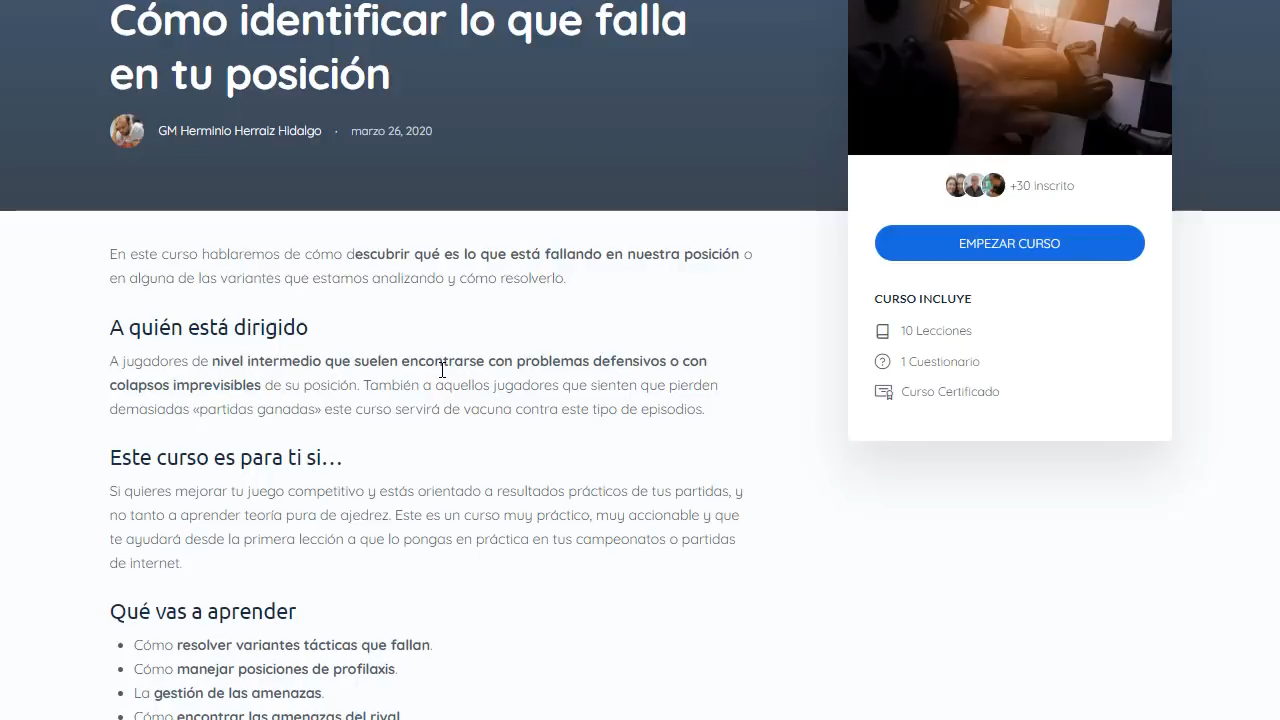 Cómo identificar lo que falla
en tu posición
GM Herminio Herraiz Hidalgo · marzo 26, 2020
+30 inscrito
EMPEZAR CURSO
CURSO INCLUYE
10 Lecciones
1 Cuestionario
Curso Certificado
En este curso hablaremos de cómo descubrir qué es lo que está fallando en nuestra posición o
en alguna de las variantes que estamos analizando y cómo resolverlo.
A quién está dirigido
A jugadores de nivel intermedio que suelen encontrarse con problemas defensivos o con
colapsos imprevisibles de su posición. También a aquellos jugadores que sienten que pierden
demasiadas «partidas ganadas» este curso servirá de vacuna contra este tipo de episodios.
Este curso es para ti si…
Si quieres mejorar tu juego competitivo y estás orientado a resultados prácticos de tus partidas, y
no tanto a aprender teoría pura de ajedrez. Este es un curso muy práctico, muy accionable y que
te ayudará desde la primera lección a que lo pongas en práctica en tus campeonatos o partidas
de internet.
Qué vas a aprender
• Cómo resolver variantes tácticas que fallan.
• Cómo manejar posiciones de profilaxis.
• La gestión de las amenazas.
• Cómo encontrar las amenazas del rival.